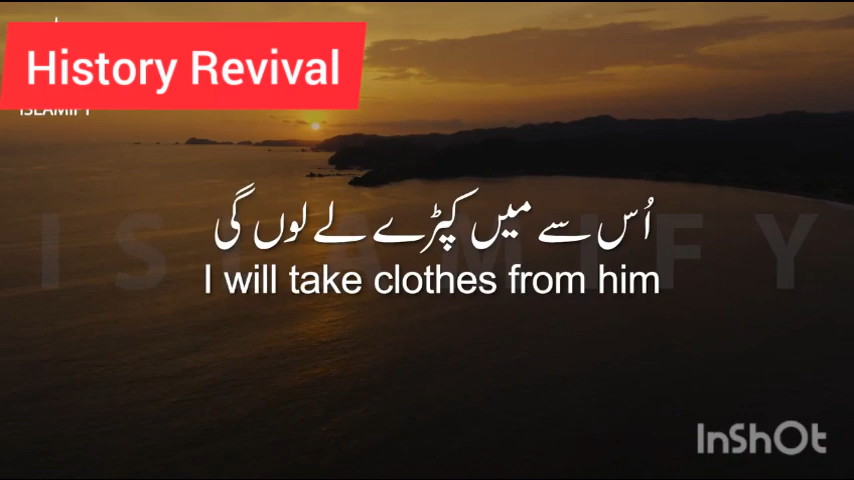 History Revival
ISLAMIFY
اُس سے میں کپڑے لے لوں گی
I will take clothes from him
ISLAMIFY
InShOt